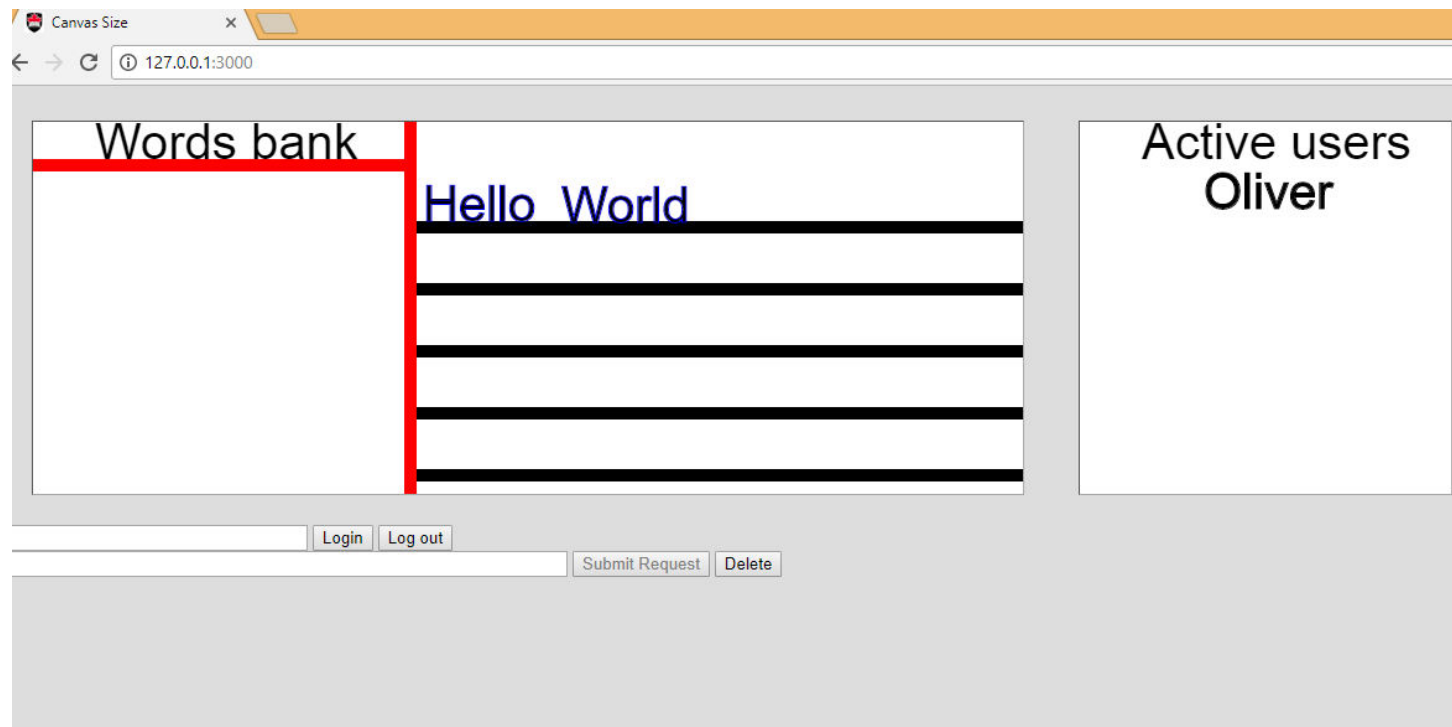 Canvas Size
127.0.0.1:3000
Words bank
Hello World
Active users
Oliver
Login Log out
Submit Request Delete